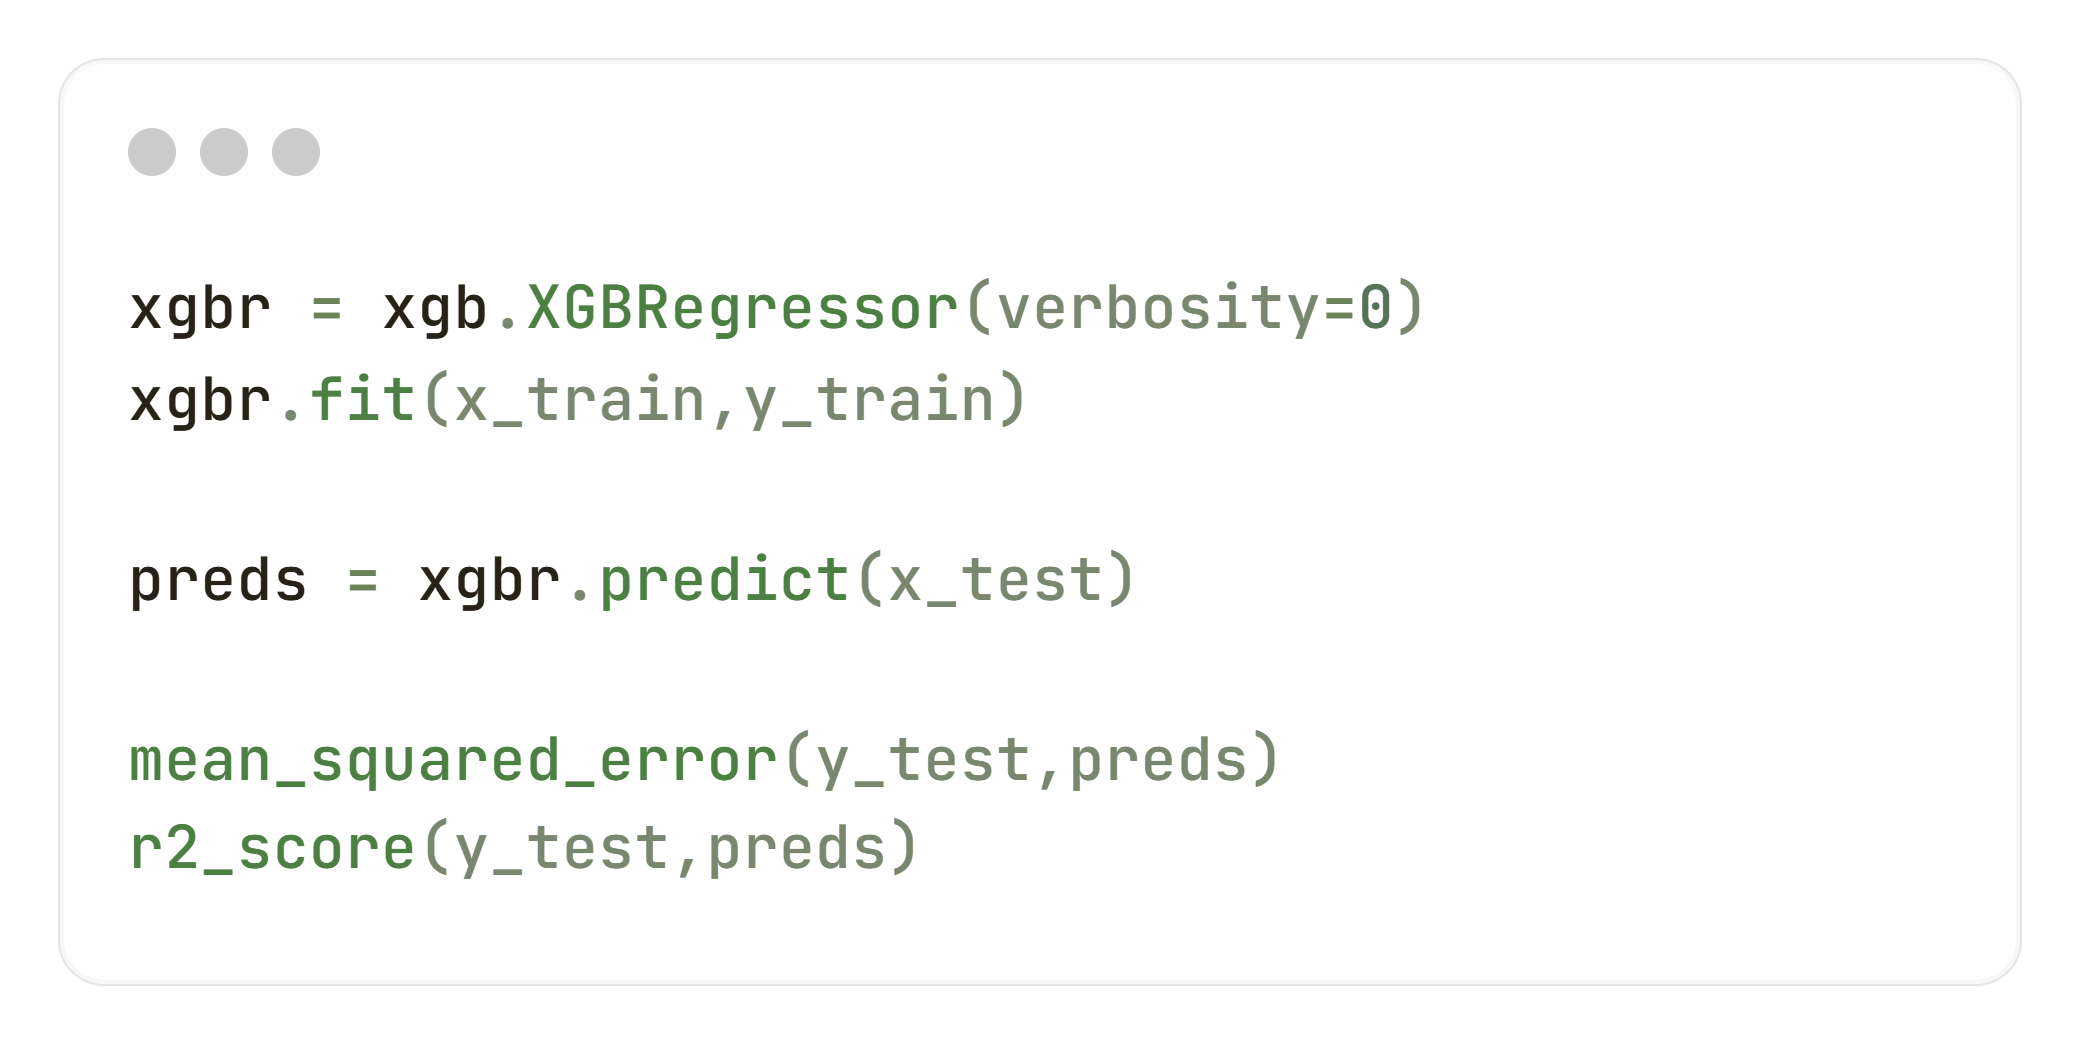 xgbr = xgb.XGBRegressor(verbosity=0)
xgbr.fit(x_train,y_train)
preds = xgbr.predict(x_test)
mean_squared_error(y_test,preds)
r2_score(y_test,preds)